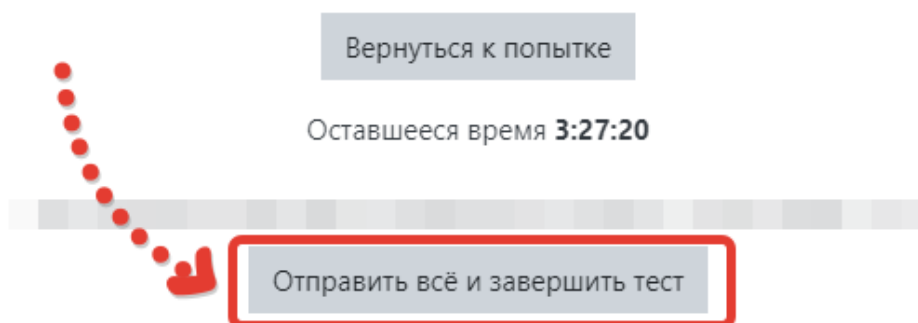 Вернуться к попытке
Оставшееся время 3:27:20
Отправить всё и завершить тест